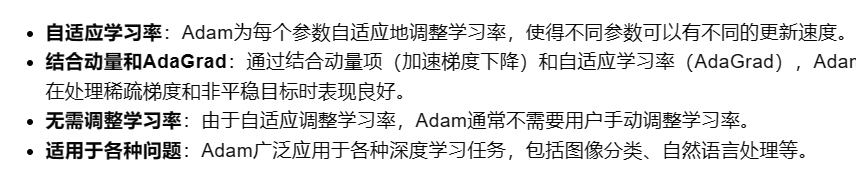 • 自适应学习率：Adam为每个参数自适应地调整学习率，使得不同参数可以有不同的更新速度。
• 结合动量和AdaGrad：通过结合动量项（加速梯度下降）和自适应学习率（AdaGrad），Adam
在处理稀疏梯度和非平稳目标时表现良好。
• 无需调整学习率：由于自适应调整学习率，Adam通常不需要用户手动调整学习率。
• 适用于各种问题：Adam广泛应用于各种深度学习任务，包括图像分类、自然语言处理等。